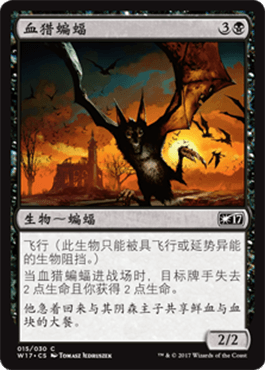 血猎蝙蝠 3
生物～蝙蝠 17
飞行（此生物只能被具飞行或延势异能
的生物阻挡。）
当血猎蝙蝠进战场时，目标牌手失去
2点生命且你获得2点生命。
他急着回来与其阴森主子共享鲜血与血
块的大餐。
2/2
015/030 C
W17 • CS TOMASZ JEDRUSZEK ™ & © 2017 Wizards of the Coast